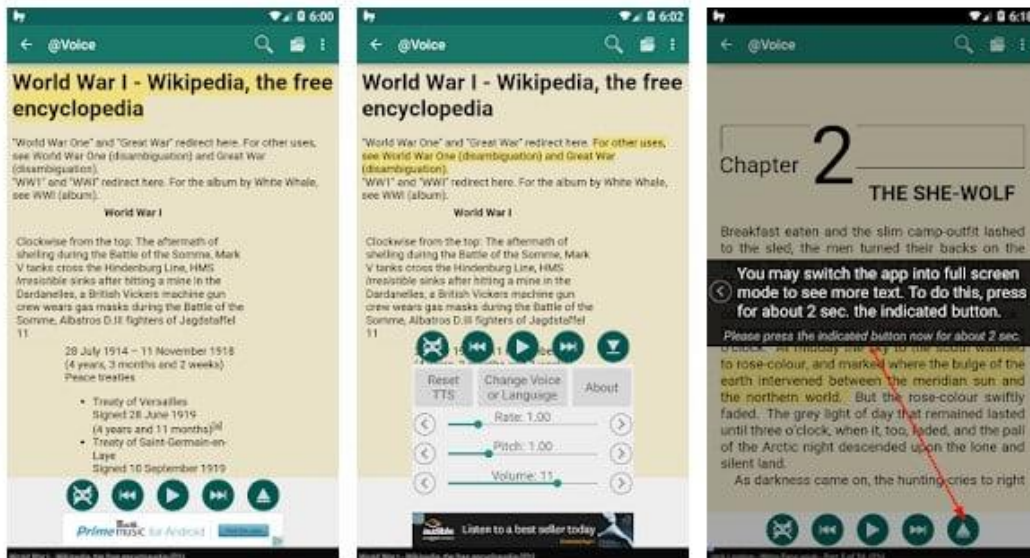 6:00
@Voice
World War I - Wikipedia, the free
encyclopedia
"World War One" and "Great War" redirect here. For other uses,
see World War One (disambiguation) and Great War
(disambiguation).
"WW1" and "WWI" redirect here. For the album by White Whale,
see WWI (album).
World War I
Clockwise from the top: The aftermath of
shelling during the Battle of the Somme, Mark
V tanks cross the Hindenburg Line, HMS
Irresistible sinks after hitting a mine in the
Dardanelles, a British Vickers machine gun
crew wears gas masks during the Battle of the
Somme, Albatros D.III fighters of Jagdstaffel
11
28 July 1914 – 11 November 1918
(4 years, 3 months and 2 weeks)
Peace treaties
• Treaty of Versailles
Signed 28 June 1919
(4 years and 11 months)[a]
• Treaty of Saint-Germain-en-
Laye
Signed 10 September 1919
Prime music for Android
6:02
@Voice
World War I - Wikipedia, the free
encyclopedia
"World War One" and "Great War" redirect here. For other uses,
see World War One (disambiguation) and Great War
(disambiguation).
"WW1" and "WWI" redirect here. For the album by White Whale,
see WWI (album).
World War I
Clockwise from the top: The aftermath of
shelling during the Battle of the Somme, Mark
V tanks cross the Hindenburg Line, HMS
Irresistible sinks after hitting a mine in the
Dardanelles, a British Vickers machine gun
crew wears gas masks during the Battle of the
Somme, Albatros D.III fighters of Jagdstaffel
11
Reset
TTS
Change Voice
or Language
About
Rate: 1.00
Pitch: 1.00
Volume: 11
audible
Listen to a best seller today
@Voice
Chapter 2
THE SHE-WOLF
Breakfast eaten and the slim camp-outfit lashed
to the sled, the men turned their backs on the
You may switch the app into full screen
mode to see more text. To do this, press
for about 2 sec. the indicated button.
Please press the indicated button now for about 2 sec.
to rose-colour, and marked where the bulge of the
earth intervened between the meridian sun and
the northern world. But the rose-colour swiftly
faded. The grey light of day that remained lasted
until three o'clock, when it, too, faded, and the pall
of the Arctic night descended upon the lone and
silent land.
As darkness came on, the hunting cries to right